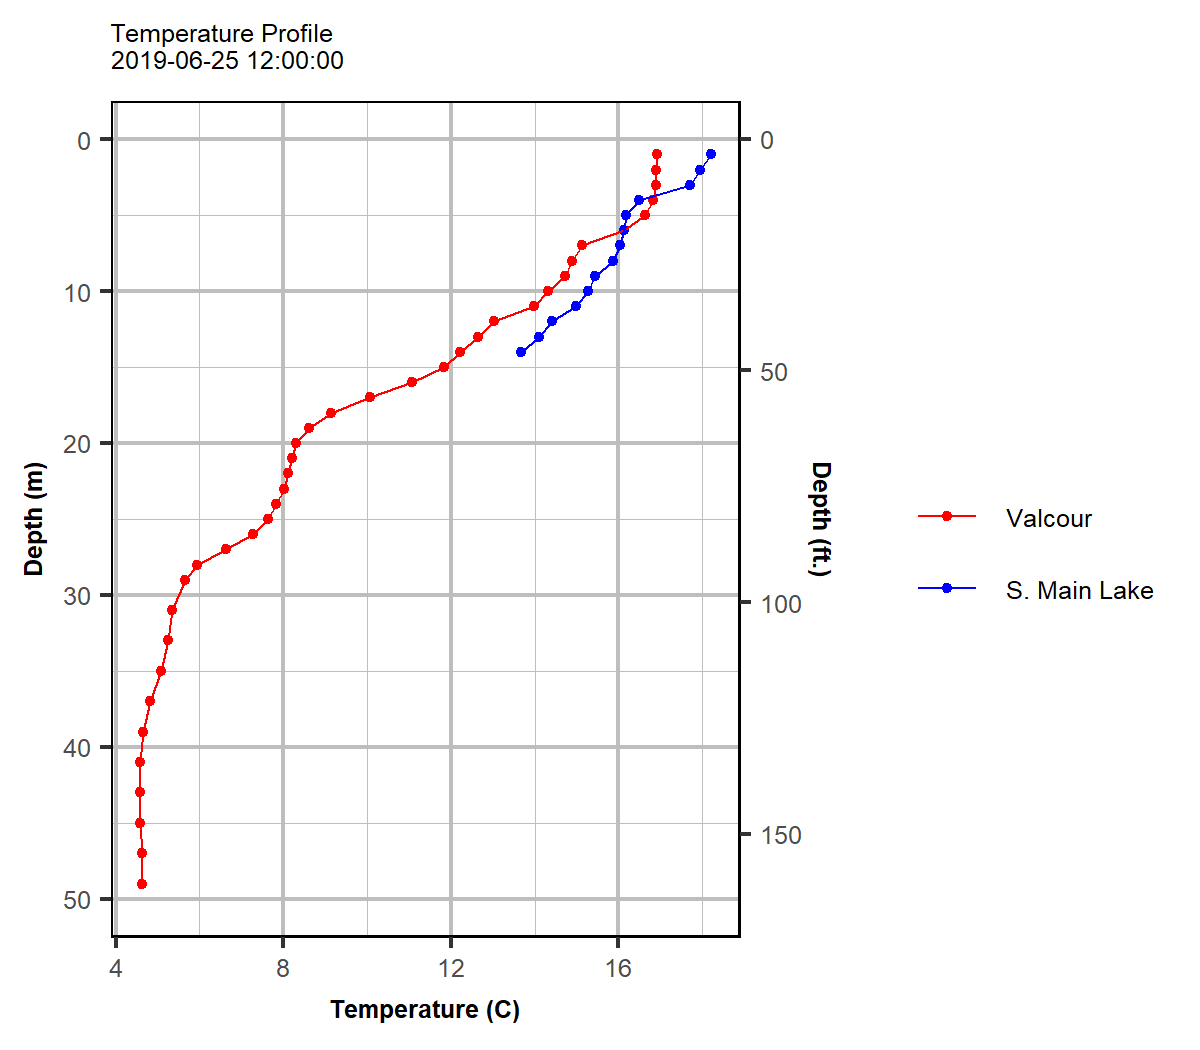 Temperature Profile
2019-06-25 12:00:00
0
10
20
30
40
50
Depth (m)
4
8
12
16
Temperature (C)
0
50
100
150
Depth (ft.)
Valcour
S. Main Lake